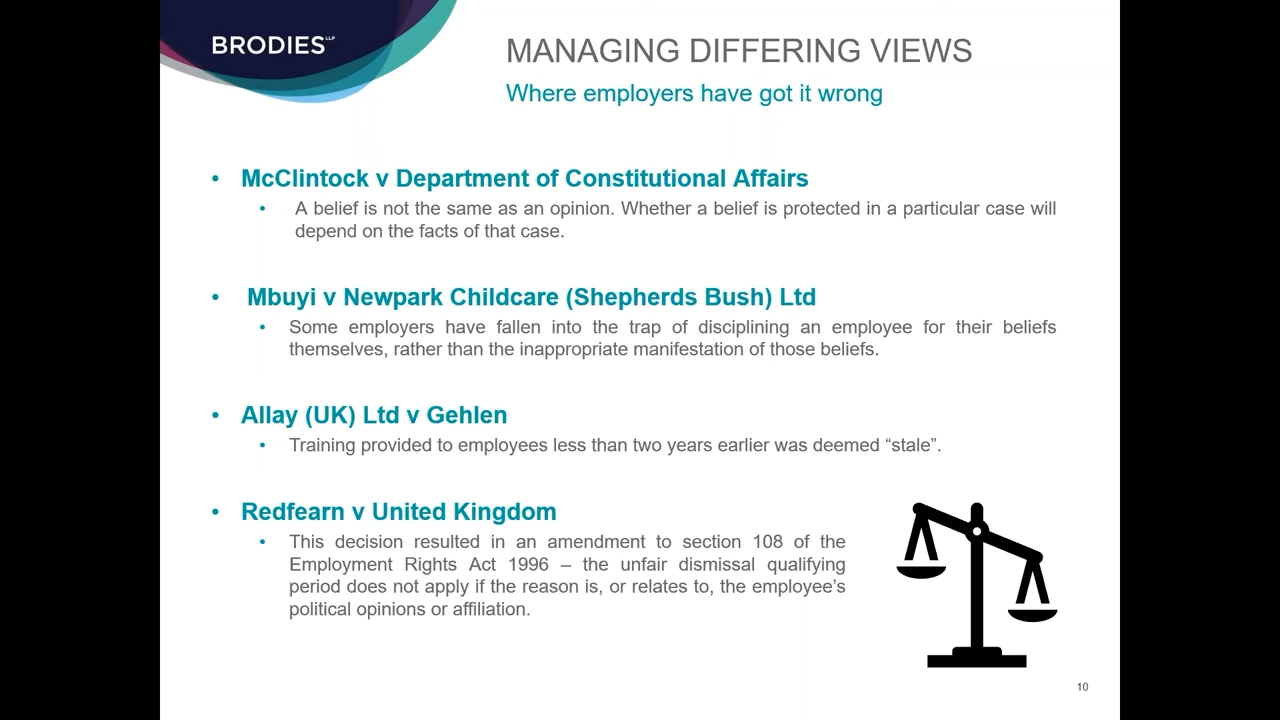 BRODIES LLP
MANAGING DIFFERING VIEWS
Where employers have got it wrong
• McClintock v Department of Constitutional Affairs
• A belief is not the same as an opinion. Whether a belief is protected in a particular case will
depend on the facts of that case.
• Mbuyi v Newpark Childcare (Shepherds Bush) Ltd
• Some employers have fallen into the trap of disciplining an employee for their beliefs
themselves, rather than the inappropriate manifestation of those beliefs.
• Allay (UK) Ltd v Gehlen
• Training provided to employees less than two years earlier was deemed “stale”.
• Redfearn v United Kingdom
• This decision resulted in an amendment to section 108 of the
Employment Rights Act 1996 – the unfair dismissal qualifying
period does not apply if the reason is, or relates to, the employee’s
political opinions or affiliation.
10